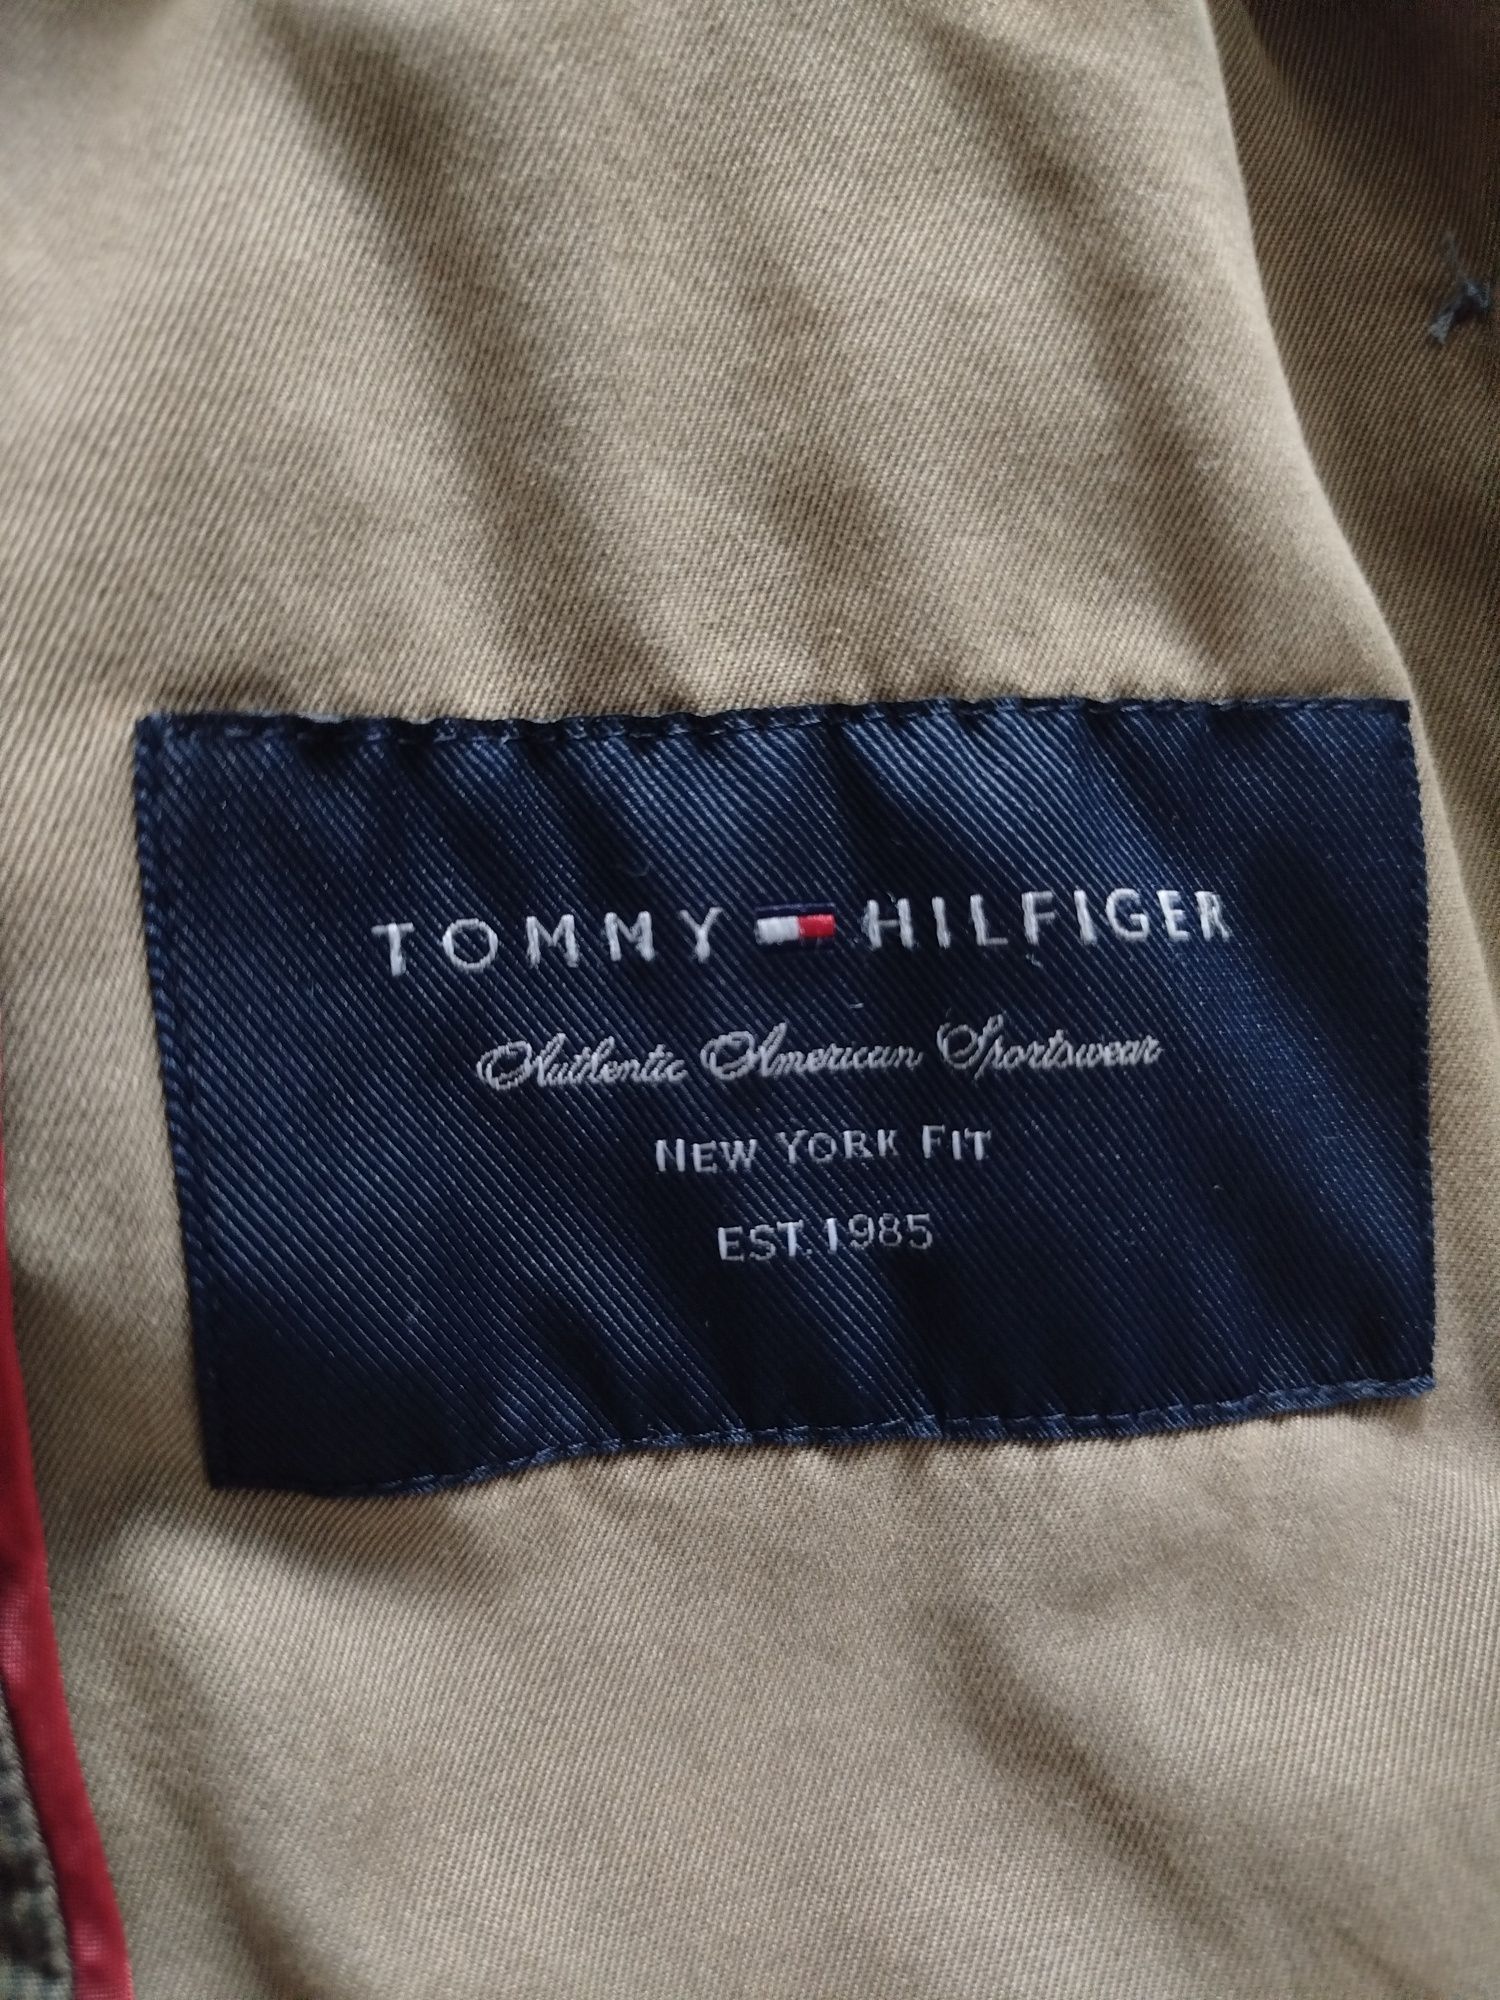 TOMMY HILFIGER
Authentic American Sportswear
NEW YORK FIT
EST. 1985